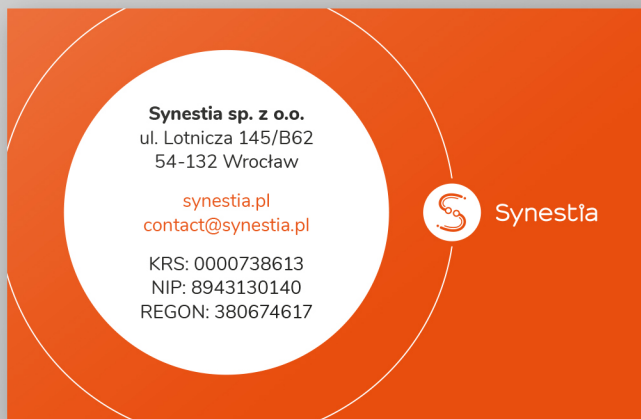 Synestia sp. z o.o.
ul. Lotnicza 145/B62
54-132 Wrocław
synestia.pl
contact@synestia.pl
KRS: 0000738613
NIP: 8943130140
REGON: 380674617
Synestia